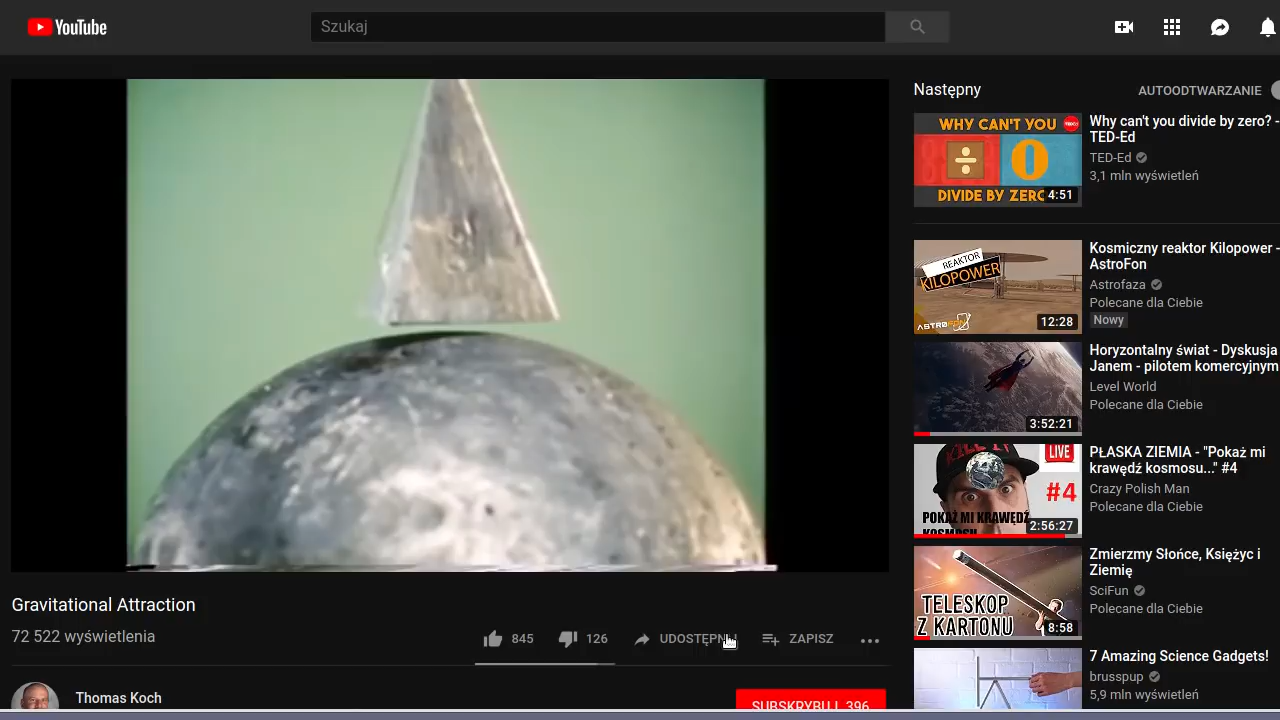 YouTube
Szukaj
Gravitational Attraction
72 522 wyświetlenia
845
126
ZAPISZ
Thomas Koch
SUBSKRYBUJ 396
Następny
AUTOODTWARZANIE
WHY CAN'T YOU
÷ 0
DIVIDE BY ZERO
4:51
Why can't you divide by zero? -
TED-Ed
TED-Ed
3,1 mln wyświetleń
REAKTOR
KILOPOWER
12:28
Kosmiczny reaktor Kilopower -
AstroFon
Astrofaza
Polecane dla Ciebie
Nowy
3:52:21
Horyzontalny świat - Dyskusja
Janem - pilotem komercyjnym
Level World
Polecane dla Ciebie
LIVE
#4
POKAŻ MI KRAWĘDŹ
KOSMOSU
2:56:27
PŁASKA ZIEMIA - "Pokaż mi
krawędź kosmosu..." #4
Crazy Polish Man
Polecane dla Ciebie
TELESKOP
Z KARTONU
8:58
Zmierzmy Słońce, Księżyc i
Ziemię
SciFun
Polecane dla Ciebie
7 Amazing Science Gadgets!
brusspup
5,9 mln wyświetleń